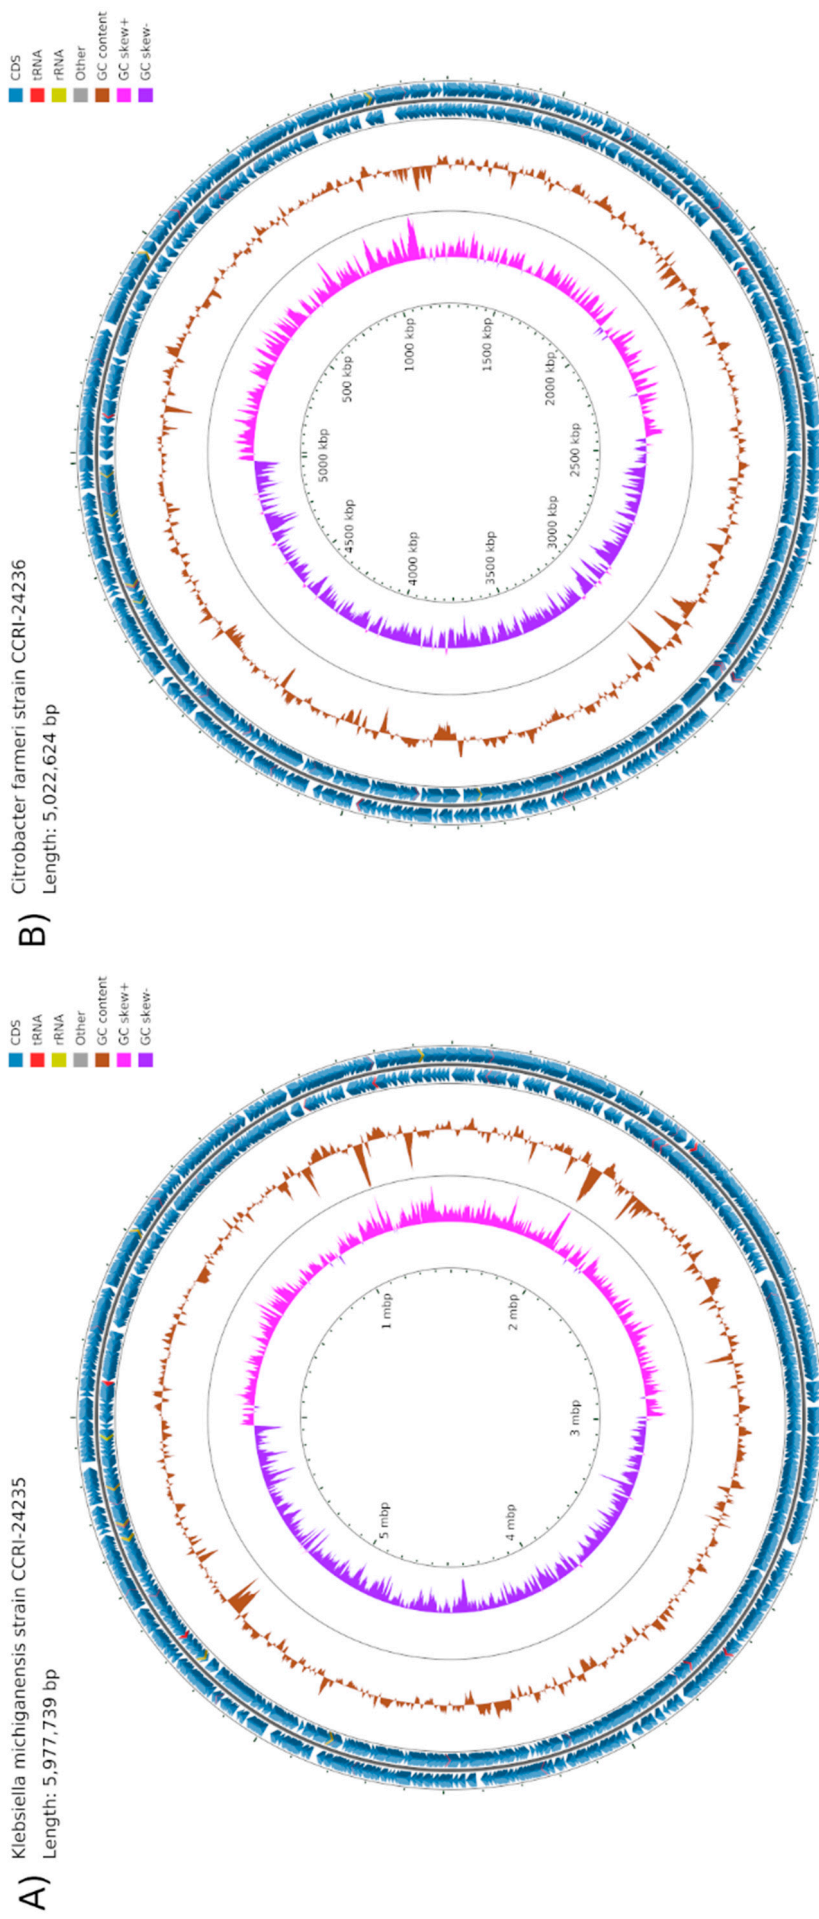 A)
Klebsiella michiganensis strain CCRI-24235
Length: 5,977,739 bp
CDS
tRNA
rRNA
Other
GC content
GC skew+
GC skew-
1 mbp
2 mbp
3 mbp
4 mbp
5 mbp
B)
Citrobacter farmeri strain CCRI-24236
Length: 5,022,624 bp
CDS
tRNA
rRNA
Other
GC content
GC skew+
GC skew-
500 kbp
1000 kbp
1500 kbp
2000 kbp
2500 kbp
3000 kbp
3500 kbp
4000 kbp
4500 kbp
5000 kbp